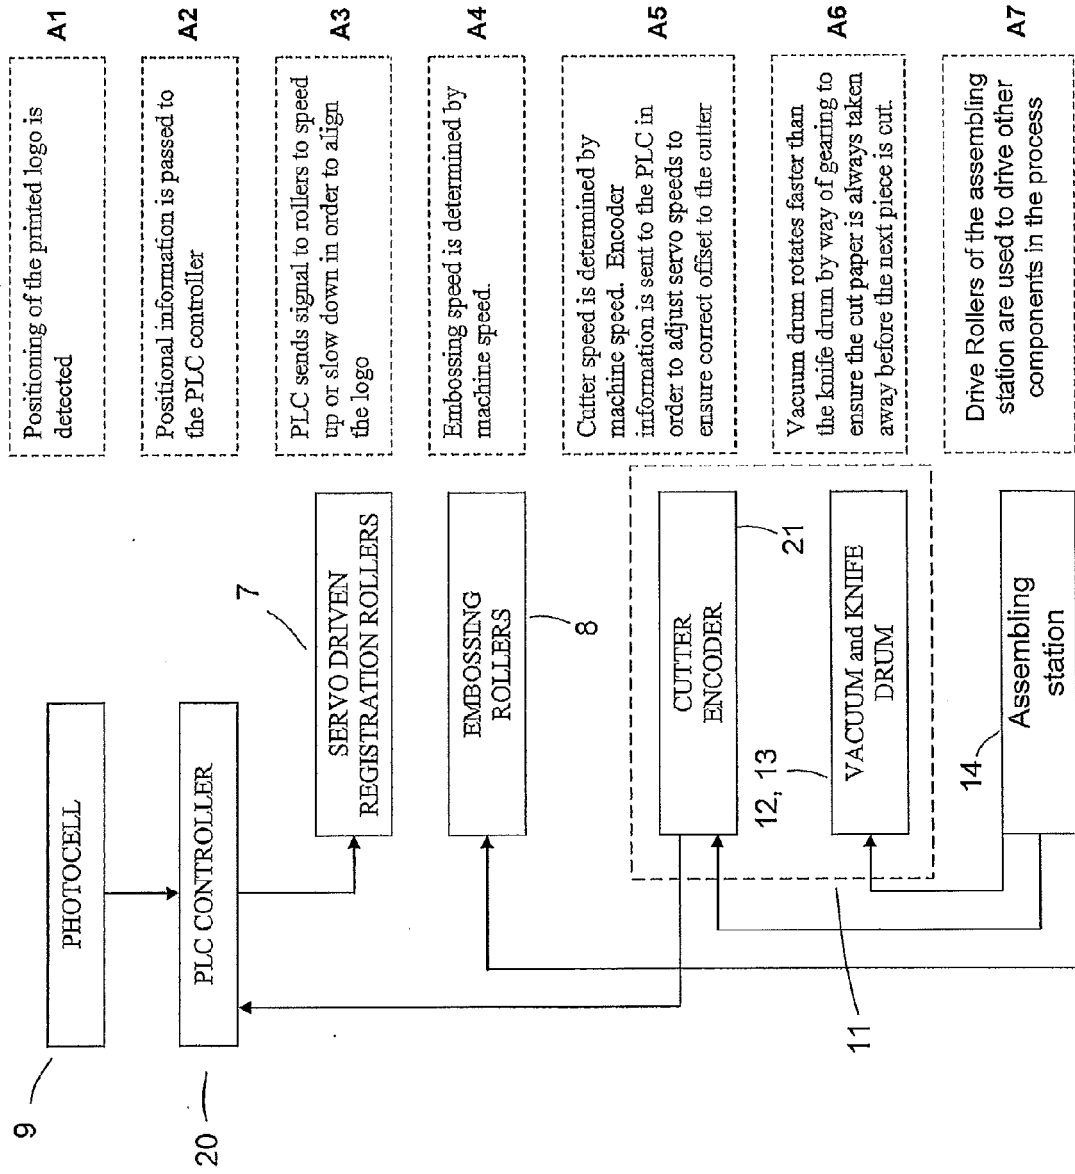 A1
Positioning of the printed logo is
detected
PHOTOCELL
9
A2
Positional information is passed to
the PLC controller
PLC CONTROLLER
20
A3
PLC sends signal to rollers to speed
up or slow down in order to align
the logo
7
SERVO DRIVEN
REGISTRATION ROLLERS
A4
Embossing speed is determined by
machine speed.
EMBOSSING
ROLLERS
8
A5
Cutter speed is determined by
machine speed. Encoder
information is sent to the PLC in
order to adjust servo speeds to
ensure correct offset to the cutter
CUTTER
ENCODER
21
A6
Vacuum drum rotates faster than
the knife drum by way of gearing to
ensure the cut paper is always taken
away before the next piece is cut.
12, 13
VACUUM and KNIFE
DRUM
11
A7
Drive Rollers of the assembling
station are used to drive other
components in the process
14
Assembling
station